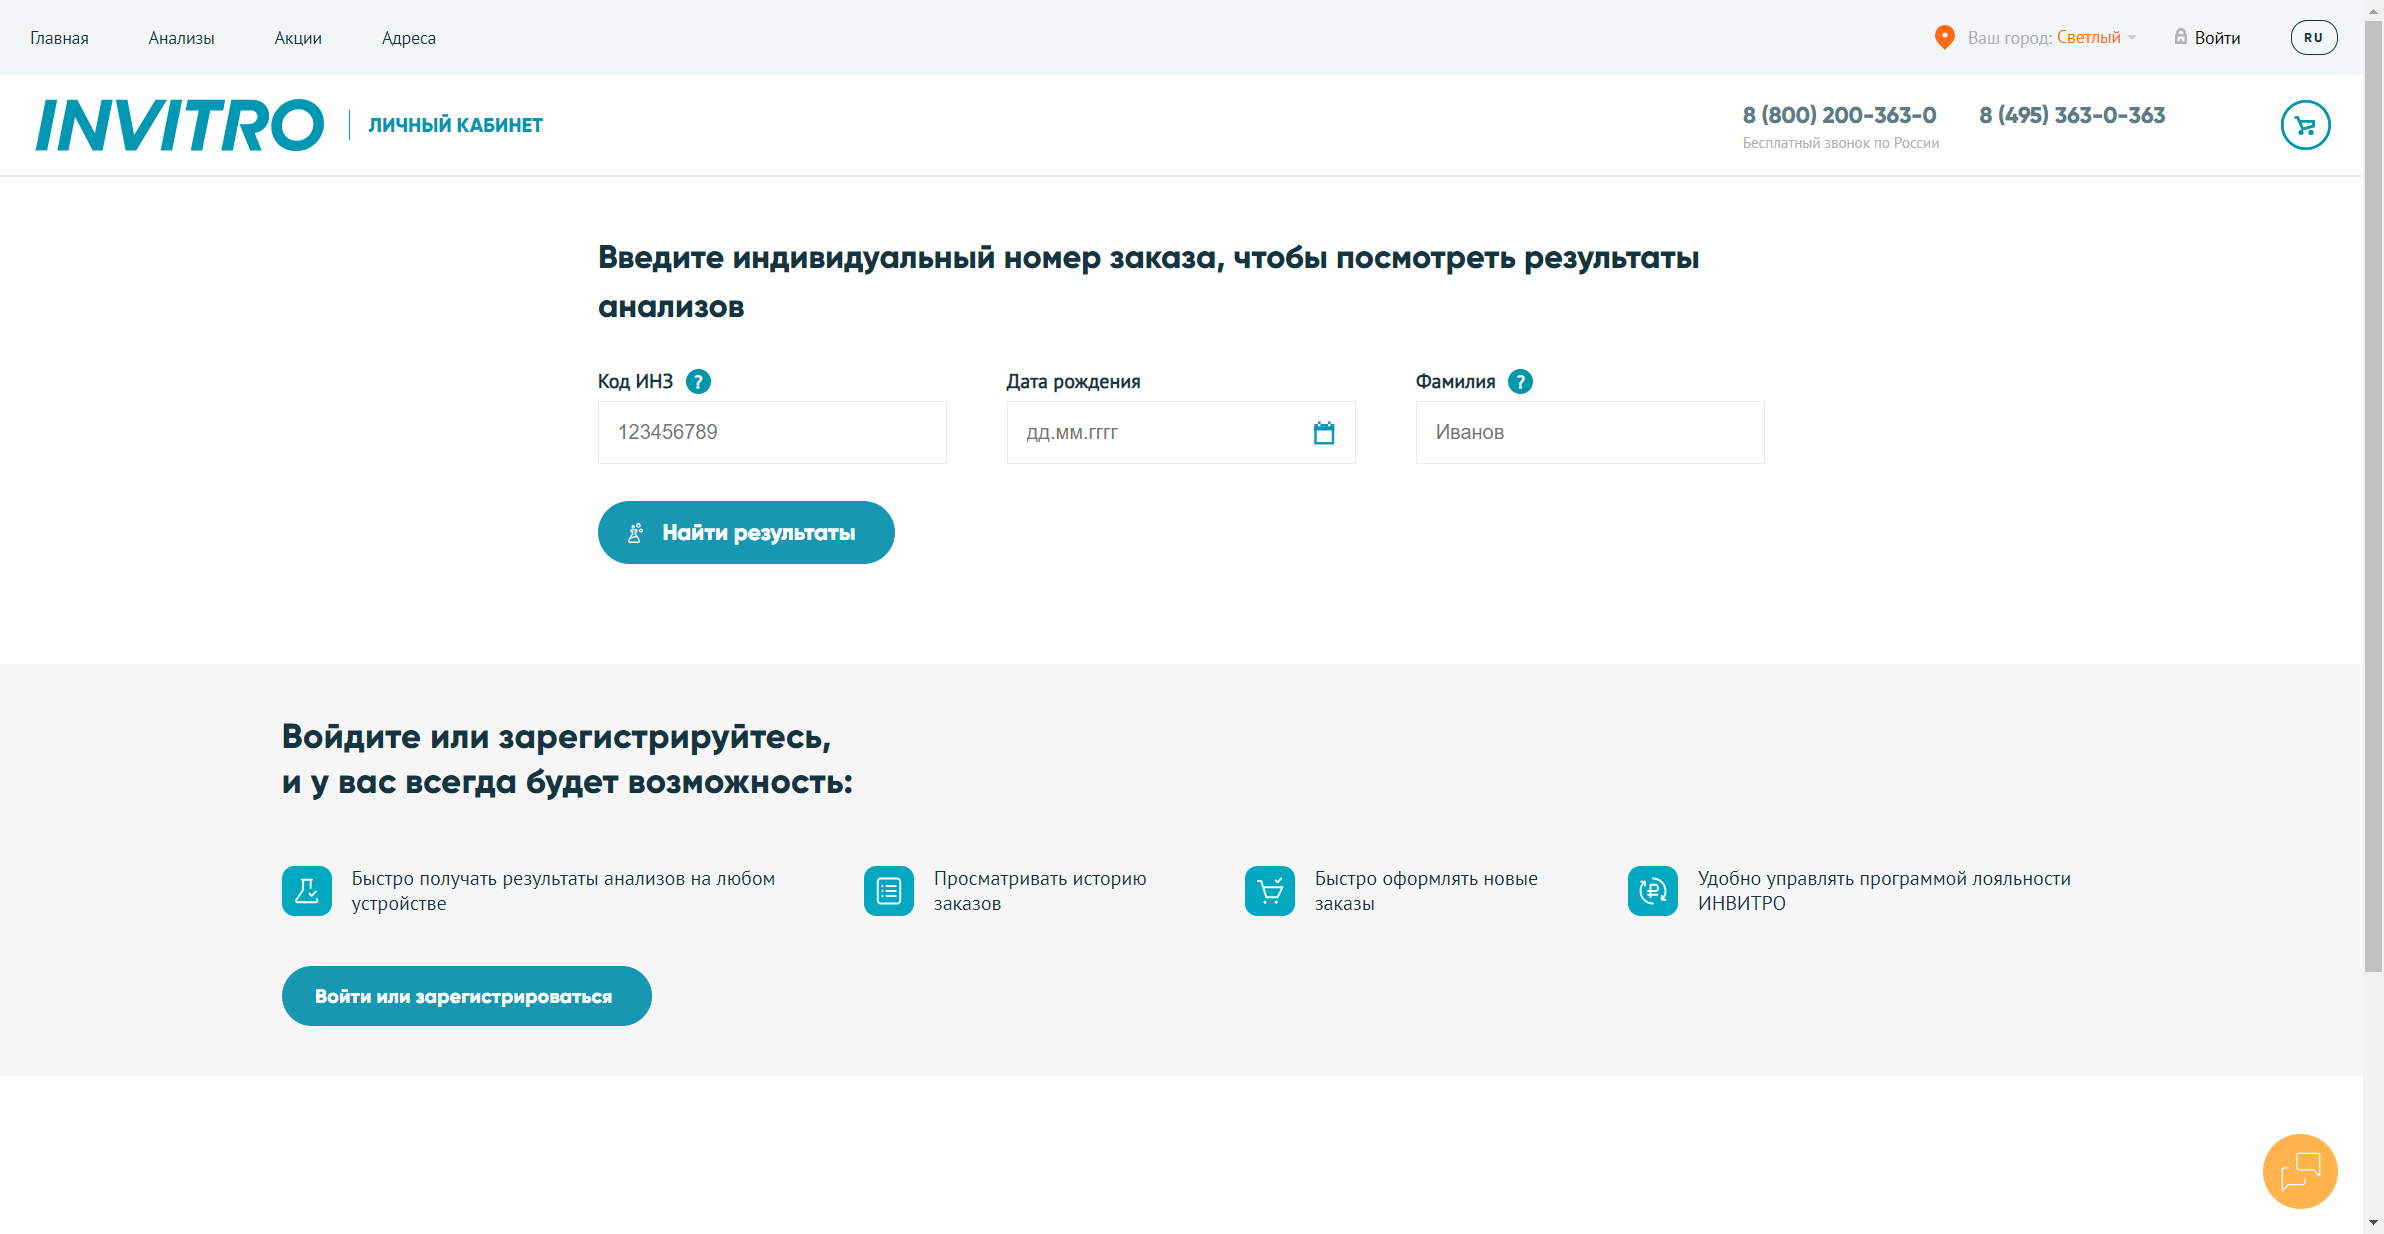 Главная Анализы Акции Адреса Ваш город: Светлый Войти RU
INVITRO ЛИЧНЫЙ КАБИНЕТ 8 (800) 200-363-0 8 (495) 363-0-363
Бесплатный звонок по России
Введите индивидуальный номер заказа, чтобы посмотреть результаты
анализов
Код ИНЗ ? Дата рождения Фамилия ?
123456789 дд.мм.гггг Иванов
Найти результаты
Войдите или зарегистрируйтесь,
и у вас всегда будет возможность:
Быстро получать результаты анализов на любом
устройстве
Просматривать историю
заказов
Быстро оформлять новые
заказы
Удобно управлять программой лояльности
ИНВИТРО
Войти или зарегистрироваться